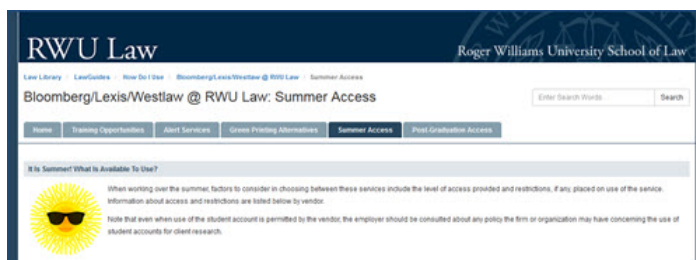 RWU Law
Roger Williams University School of Law
Law Library LawGuides How Do I Use Bloomberg/Lexis/Westlaw @ RWU Law Summer Access
Bloomberg/Lexis/Westlaw @ RWU Law: Summer Access
Enter Search Words Search
Home Training Opportunities Alert Services Green Printing Alternatives Summer Access Post-Graduation Access
It Is Summer! What Is Available To Use?
When working over the summer, factors to consider in choosing between these services include the level of access provided and restrictions, if any, placed on use of the service.
Information about access and restrictions are listed below by vendor.
Note that even when use of the student account is permitted by the vendor, the employer should be consulted about any policy the firm or organization may have concerning the use of
student accounts for client research.